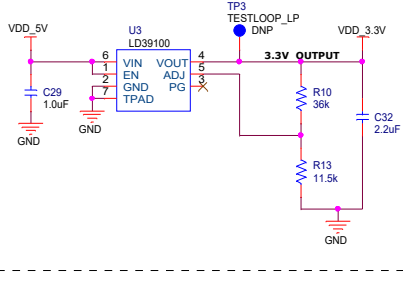 TP3
TESTLOOP_LP
DNP
VDD_5V
U3
LD39100
VDD_3.3V
3.3V OUTPUT
6 VIN VOUT 4
1 EN ADJ 5
2 GND PG 3
7 TPAD
C29
1.0uF
R10
36k
C32
2.2uF
GND
GND
R13
11.5k
GND